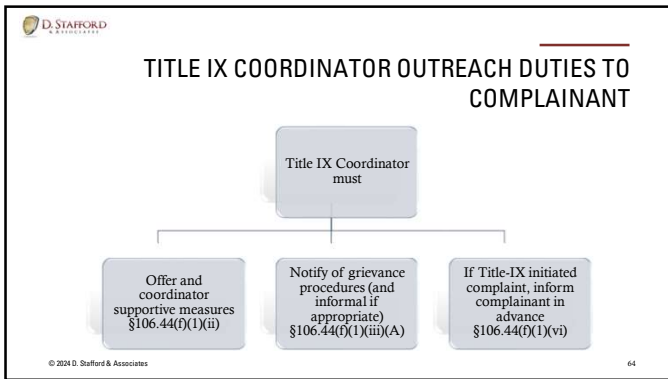 D. STAFFORD
& ASSOCIATES
TITLE IX COORDINATOR OUTREACH DUTIES TO
COMPLAINANT
Title IX Coordinator
must
Offer and
coordinator
supportive measures
§106.44(f)(1)(ii)
Notify of grievance
procedures (and
informal if
appropriate)
§106.44(f)(1)(iii)(A)
If Title-IX initiated
complaint, inform
complainant in
advance
§106.44(f)(1)(vi)
© 2024 D. Stafford & Associates
64